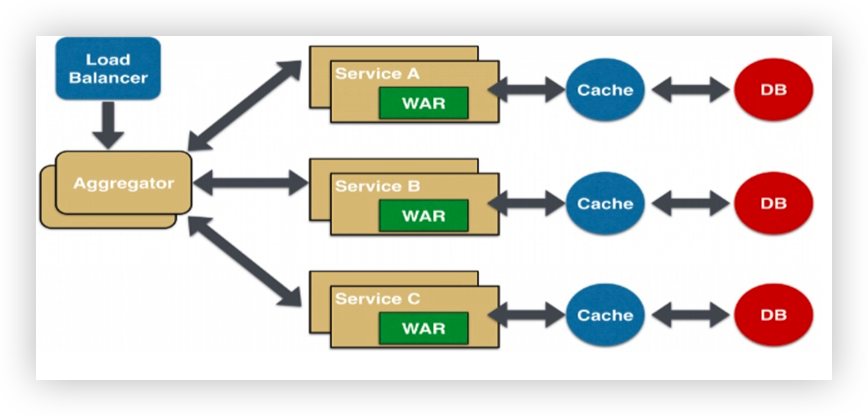 Load
Balancer
Aggregator
Service A
WAR
Cache
DB
Service B
WAR
Cache
DB
Service C
WAR
Cache
DB